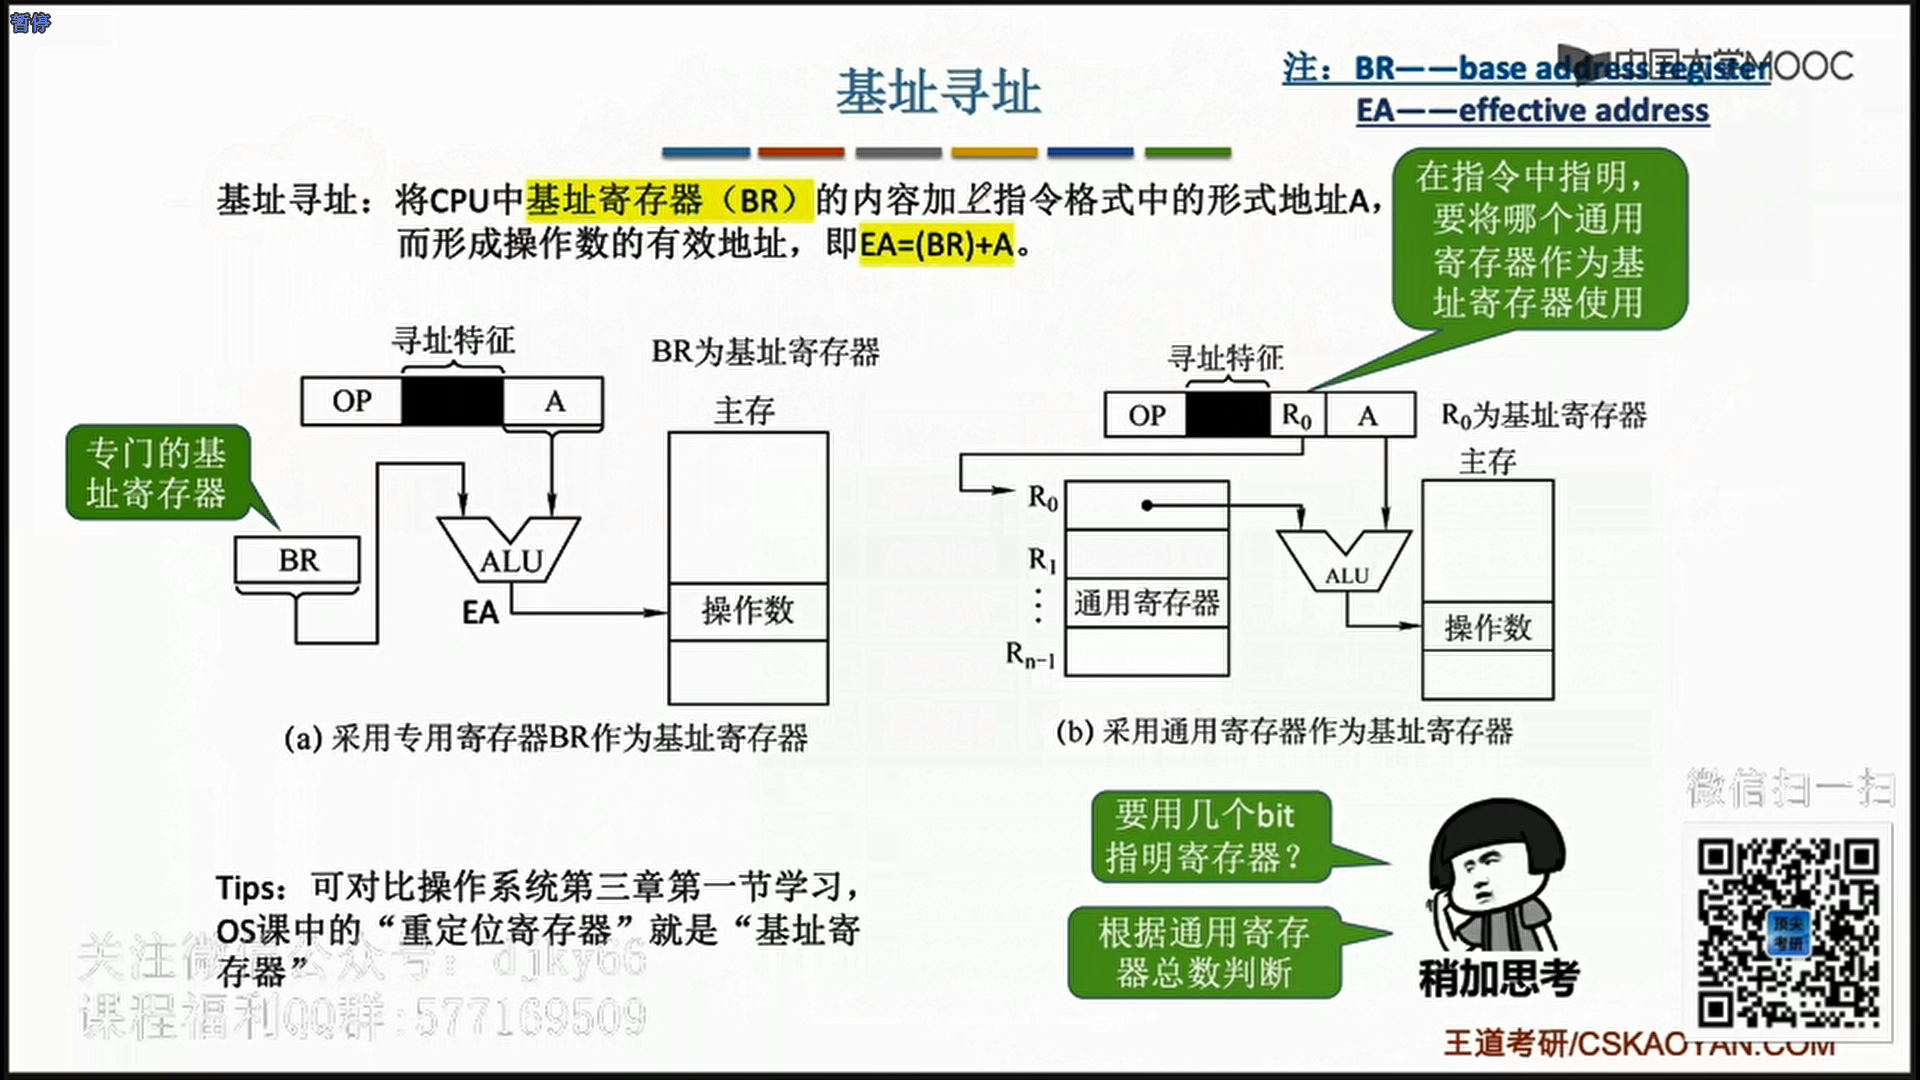 暂停
中国大学MOOC
注：BR——base address register
EA——effective address
基址寻址
基址寻址：将CPU中基址寄存器（BR）的内容加上指令格式中的形式地址A，
而形成操作数的有效地址，即EA=(BR)+A。
在指令中指明，
要将哪个通用
寄存器作为基
址寄存器使用
寻址特征
BR为基址寄存器
OP
A
主存
专门的基
址寄存器
BR
ALU
EA
操作数
(a) 采用专用寄存器BR作为基址寄存器
寻址特征
OP
R0
A
R0为基址寄存器
主存
R0
R1
⋮
通用寄存器
Rn-1
ALU
操作数
(b) 采用通用寄存器作为基址寄存器
要用几个bit
指明寄存器？
根据通用寄存
器总数判断
稍加思考
微信扫一扫
顶尖
考研
Tips：可对比操作系统第三章第一节学习，
OS课中的“重定位寄存器”就是“基址寄
存器”
关注微信公众号：djky66
课程福利QQ群:577169509
王道考研/CSKAOYAN.COM